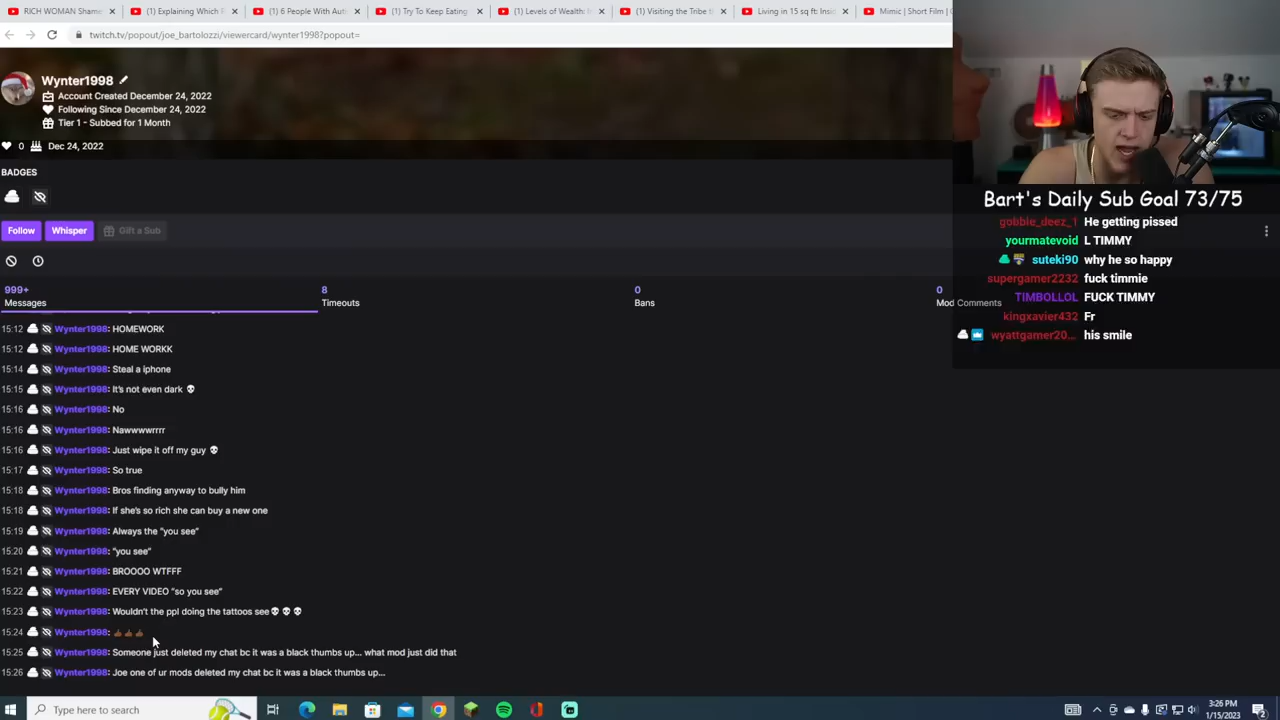 RICH WOMAN Shame
(1) Explaining Which F
(1) 6 People With Aut
(1) Try To Keep Eating
(1) Levels of Wealth: B
(1) Visiting the Tribe t
Living in 15 sq ft: Insi
Mimic | Short Film |
twitch.tv/popout/joe_bartolozzi/viewercard/wynter1998?popout=
Wynter1998
Account Created December 24, 2022
Following Since December 24, 2022
Tier 1 - Subbed for 1 Month
0 Dec 24, 2022
BADGES
Follow Whisper Gift a Sub
999+ 8 0 0
Messages Timeouts Bans Mod Comments
15:12 Wynter1998: HOMEWORK
15:12 Wynter1998: HOME WORKK
15:14 Wynter1998: Steal a iphone
15:15 Wynter1998: It's not even dark 💀
15:16 Wynter1998: No
15:16 Wynter1998: Nawwwwrrrr
15:16 Wynter1998: Just wipe it off my guy 💀
15:17 Wynter1998: So true
15:18 Wynter1998: Bros finding anyway to bully him
15:18 Wynter1998: If she's so rich she can buy a new one
15:19 Wynter1998: Always the "you see"
15:20 Wynter1998: "you see"
15:21 Wynter1998: BROOOO WTFFF
15:22 Wynter1998: EVERY VIDEO "so you see"
15:23 Wynter1998: Wouldn't the ppl doing the tattoos see💀💀💀
15:24 Wynter1998: 👍🏾👍🏾👍🏾
15:25 Wynter1998: Someone just deleted my chat bc it was a black thumbs up... what mod just did that
15:26 Wynter1998: Joe one of ur mods deleted my chat bc it was a black thumbs up...
Bart's Daily Sub Goal 73/75
gobbie_deez_1 He getting pissed
yourmatevoid L TIMMY
suteki90 why he so happy
supergamer2232 fuck timmie
TIMBOLLOL FUCK TIMMY
kingxavier432 Fr
wyattgamer20... his smile
Type here to search
3:26 PM
1/15/2023
2